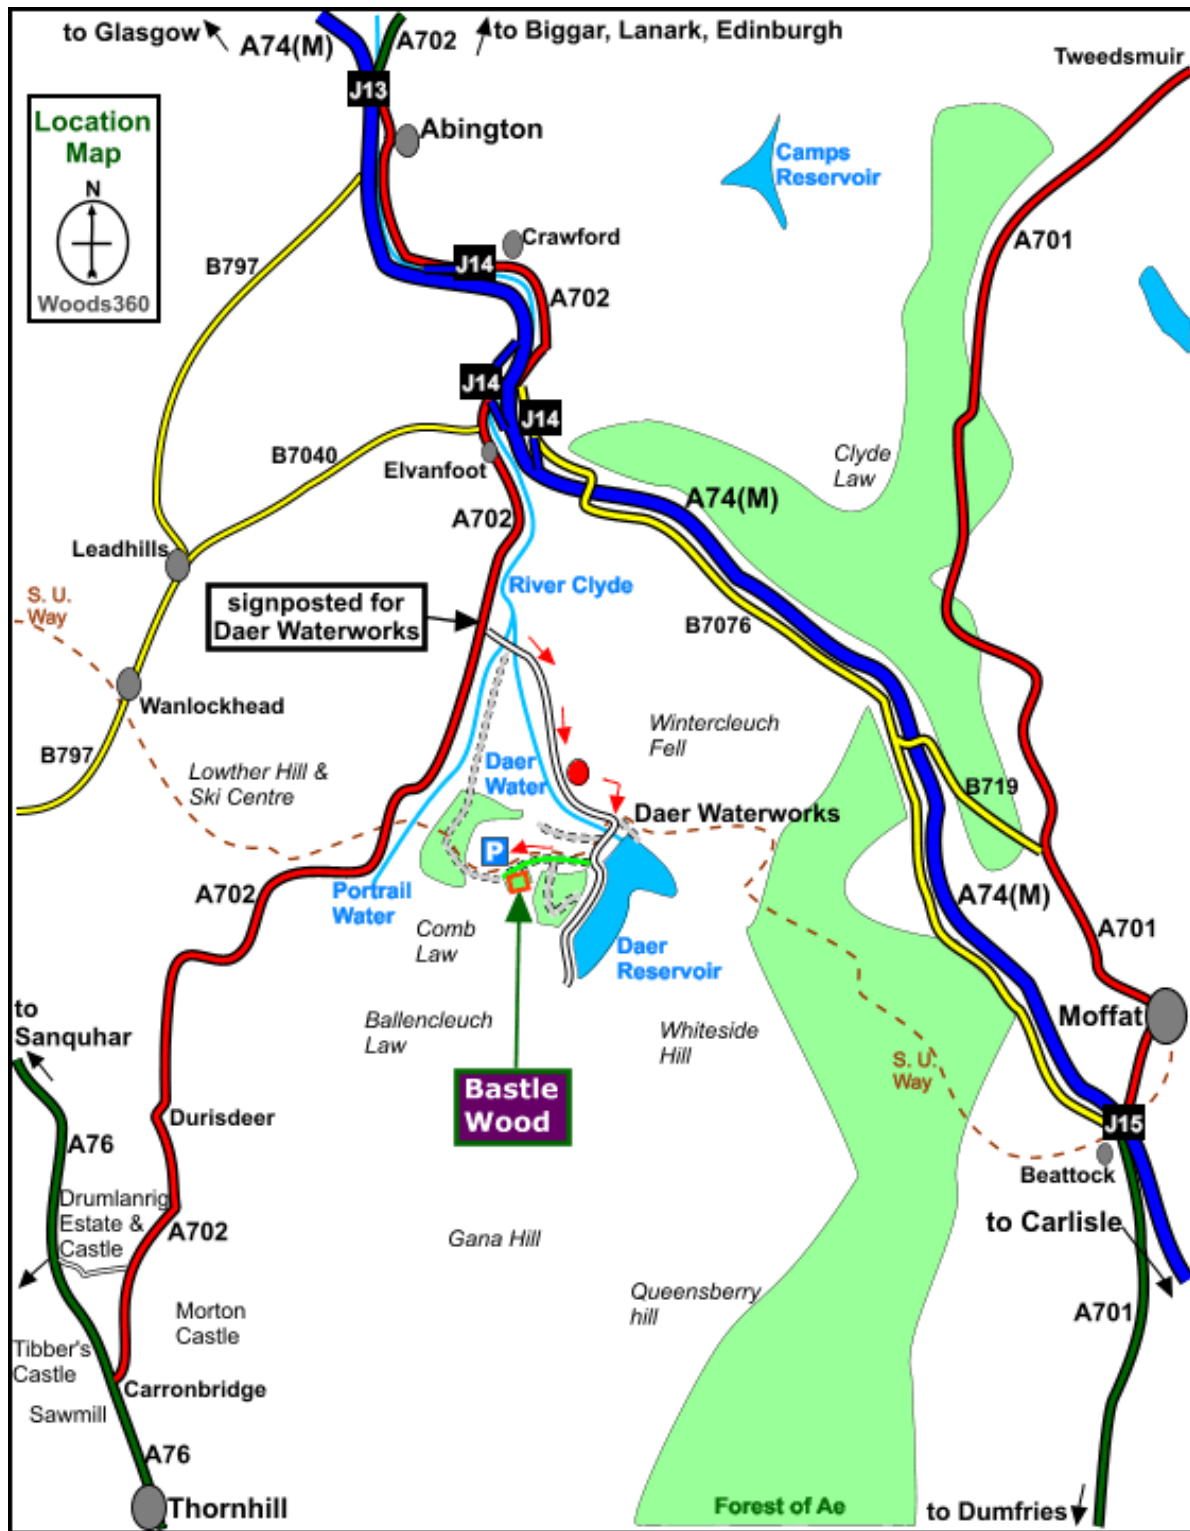 to Glasgow
A74(M)
A702
to Biggar, Lanark, Edinburgh
Tweedsmuir
J13
Location
Map
N
Woods360
Abington
Camps
Reservoir
A701
Crawford
B797
J14
A702
J14
J14
B7040
Elvanfoot
Clyde
Law
A74(M)
A702
Leadhills
River Clyde
S. U.
Way
signposted for
Daer Waterworks
B7076
Wanlockhead
Wintercleuch
Fell
B797
Lowther Hill &
Ski Centre
Daer
Water
B719
Daer Waterworks
P
A702
Portrail
Water
A74(M)
Comb
Law
Daer
Reservoir
A701
to
Sanquhar
Ballencleuch
Law
Whiteside
Hill
Moffat
S. U.
Way
Bastle
Wood
Durisdeer
J15
A76
Beattock
Drumlanrig
Estate &
Castle
A702
Gana Hill
to Carlisle
Queensberry
hill
Morton
Castle
A701
Tibber's
Castle
Carronbridge
Sawmill
A76
Thornhill
Forest of Ae
to Dumfries